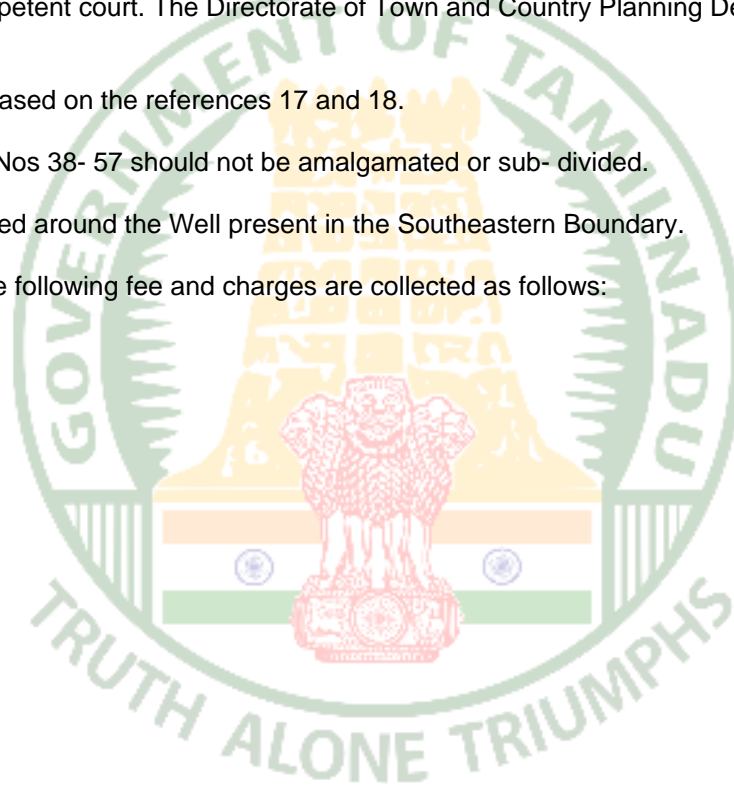 petent court. The Directorate of Town and Country Planning De
ased on the references 17 and 18.
Nos 38- 57 should not be amalgamated or sub- divided.
ed around the Well present in the Southeastern Boundary.
e following fee and charges are collected as follows:
GOVERNMENT OF TAMILNADU
TRUTH ALONE TRIUMPHS